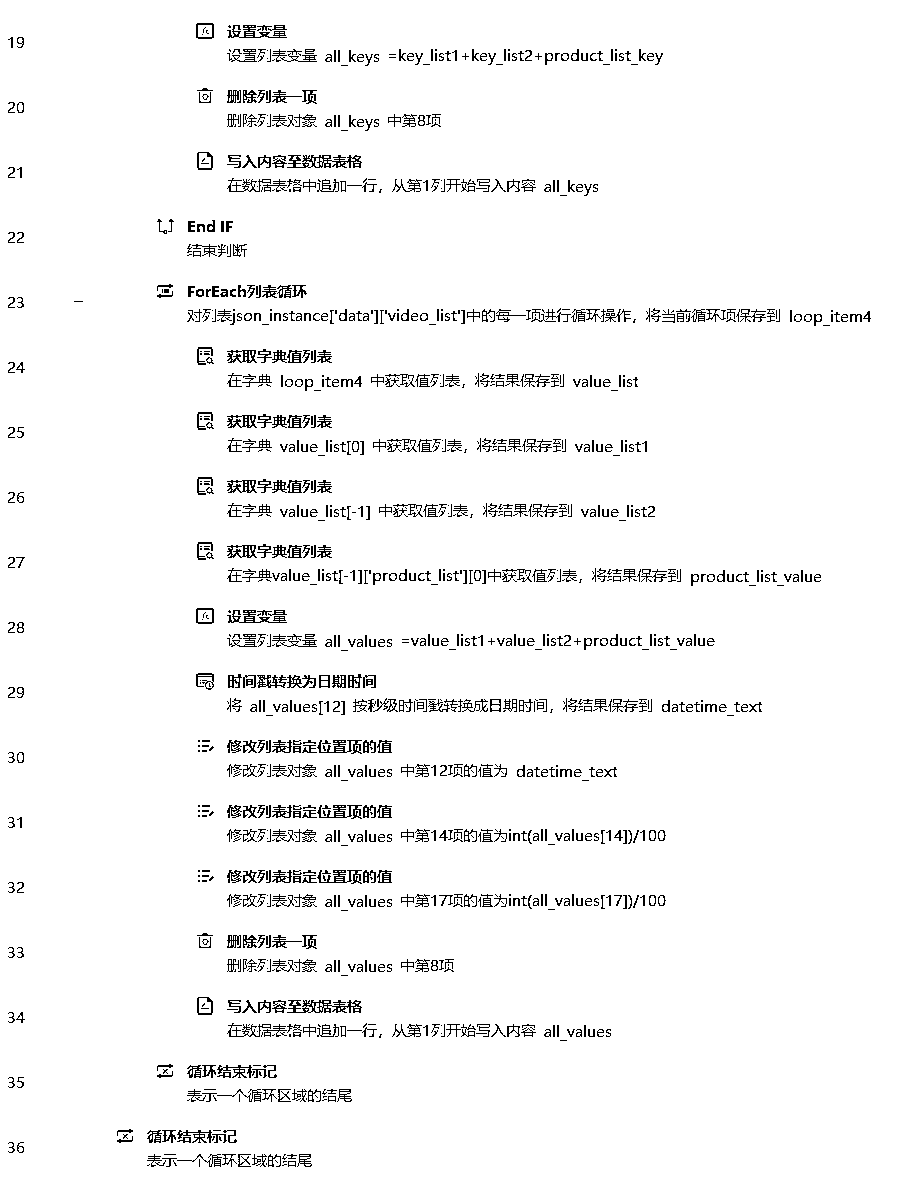 19
设置变量
设置列表变量 all_keys =key_list1+key_list2+product_list_key
20
删除列表一项
删除列表对象 all_keys 中第8项
21
写入内容至数据表格
在数据表格中追加一行，从第1列开始写入内容 all_keys
22
End IF
结束判断
23
ForEach列表循环
对列表json_instance['data']['video_list']中的每一项进行循环操作，将当前循环项保存到 loop_item4
24
获取字典值列表
在字典 loop_item4 中获取值列表，将结果保存到 value_list
25
获取字典值列表
在字典 value_list[0] 中获取值列表，将结果保存到 value_list1
26
获取字典值列表
在字典 value_list[-1] 中获取值列表，将结果保存到 value_list2
27
获取字典值列表
在字典value_list[-1]['product_list'][0]中获取值列表，将结果保存到 product_list_value
28
设置变量
设置列表变量 all_values =value_list1+value_list2+product_list_value
29
时间戳转换为日期时间
将 all_values[12] 按秒级时间戳转换成日期时间，将结果保存到 datetime_text
30
修改列表指定位置项的值
修改列表对象 all_values 中第12项的值为 datetime_text
31
修改列表指定位置项的值
修改列表对象 all_values 中第14项的值为int(all_values[14])/100
32
修改列表指定位置项的值
修改列表对象 all_values 中第17项的值为int(all_values[17])/100
33
删除列表一项
删除列表对象 all_values 中第8项
34
写入内容至数据表格
在数据表格中追加一行，从第1列开始写入内容 all_values
35
循环结束标记
表示一个循环区域的结尾
36
循环结束标记
表示一个循环区域的结尾